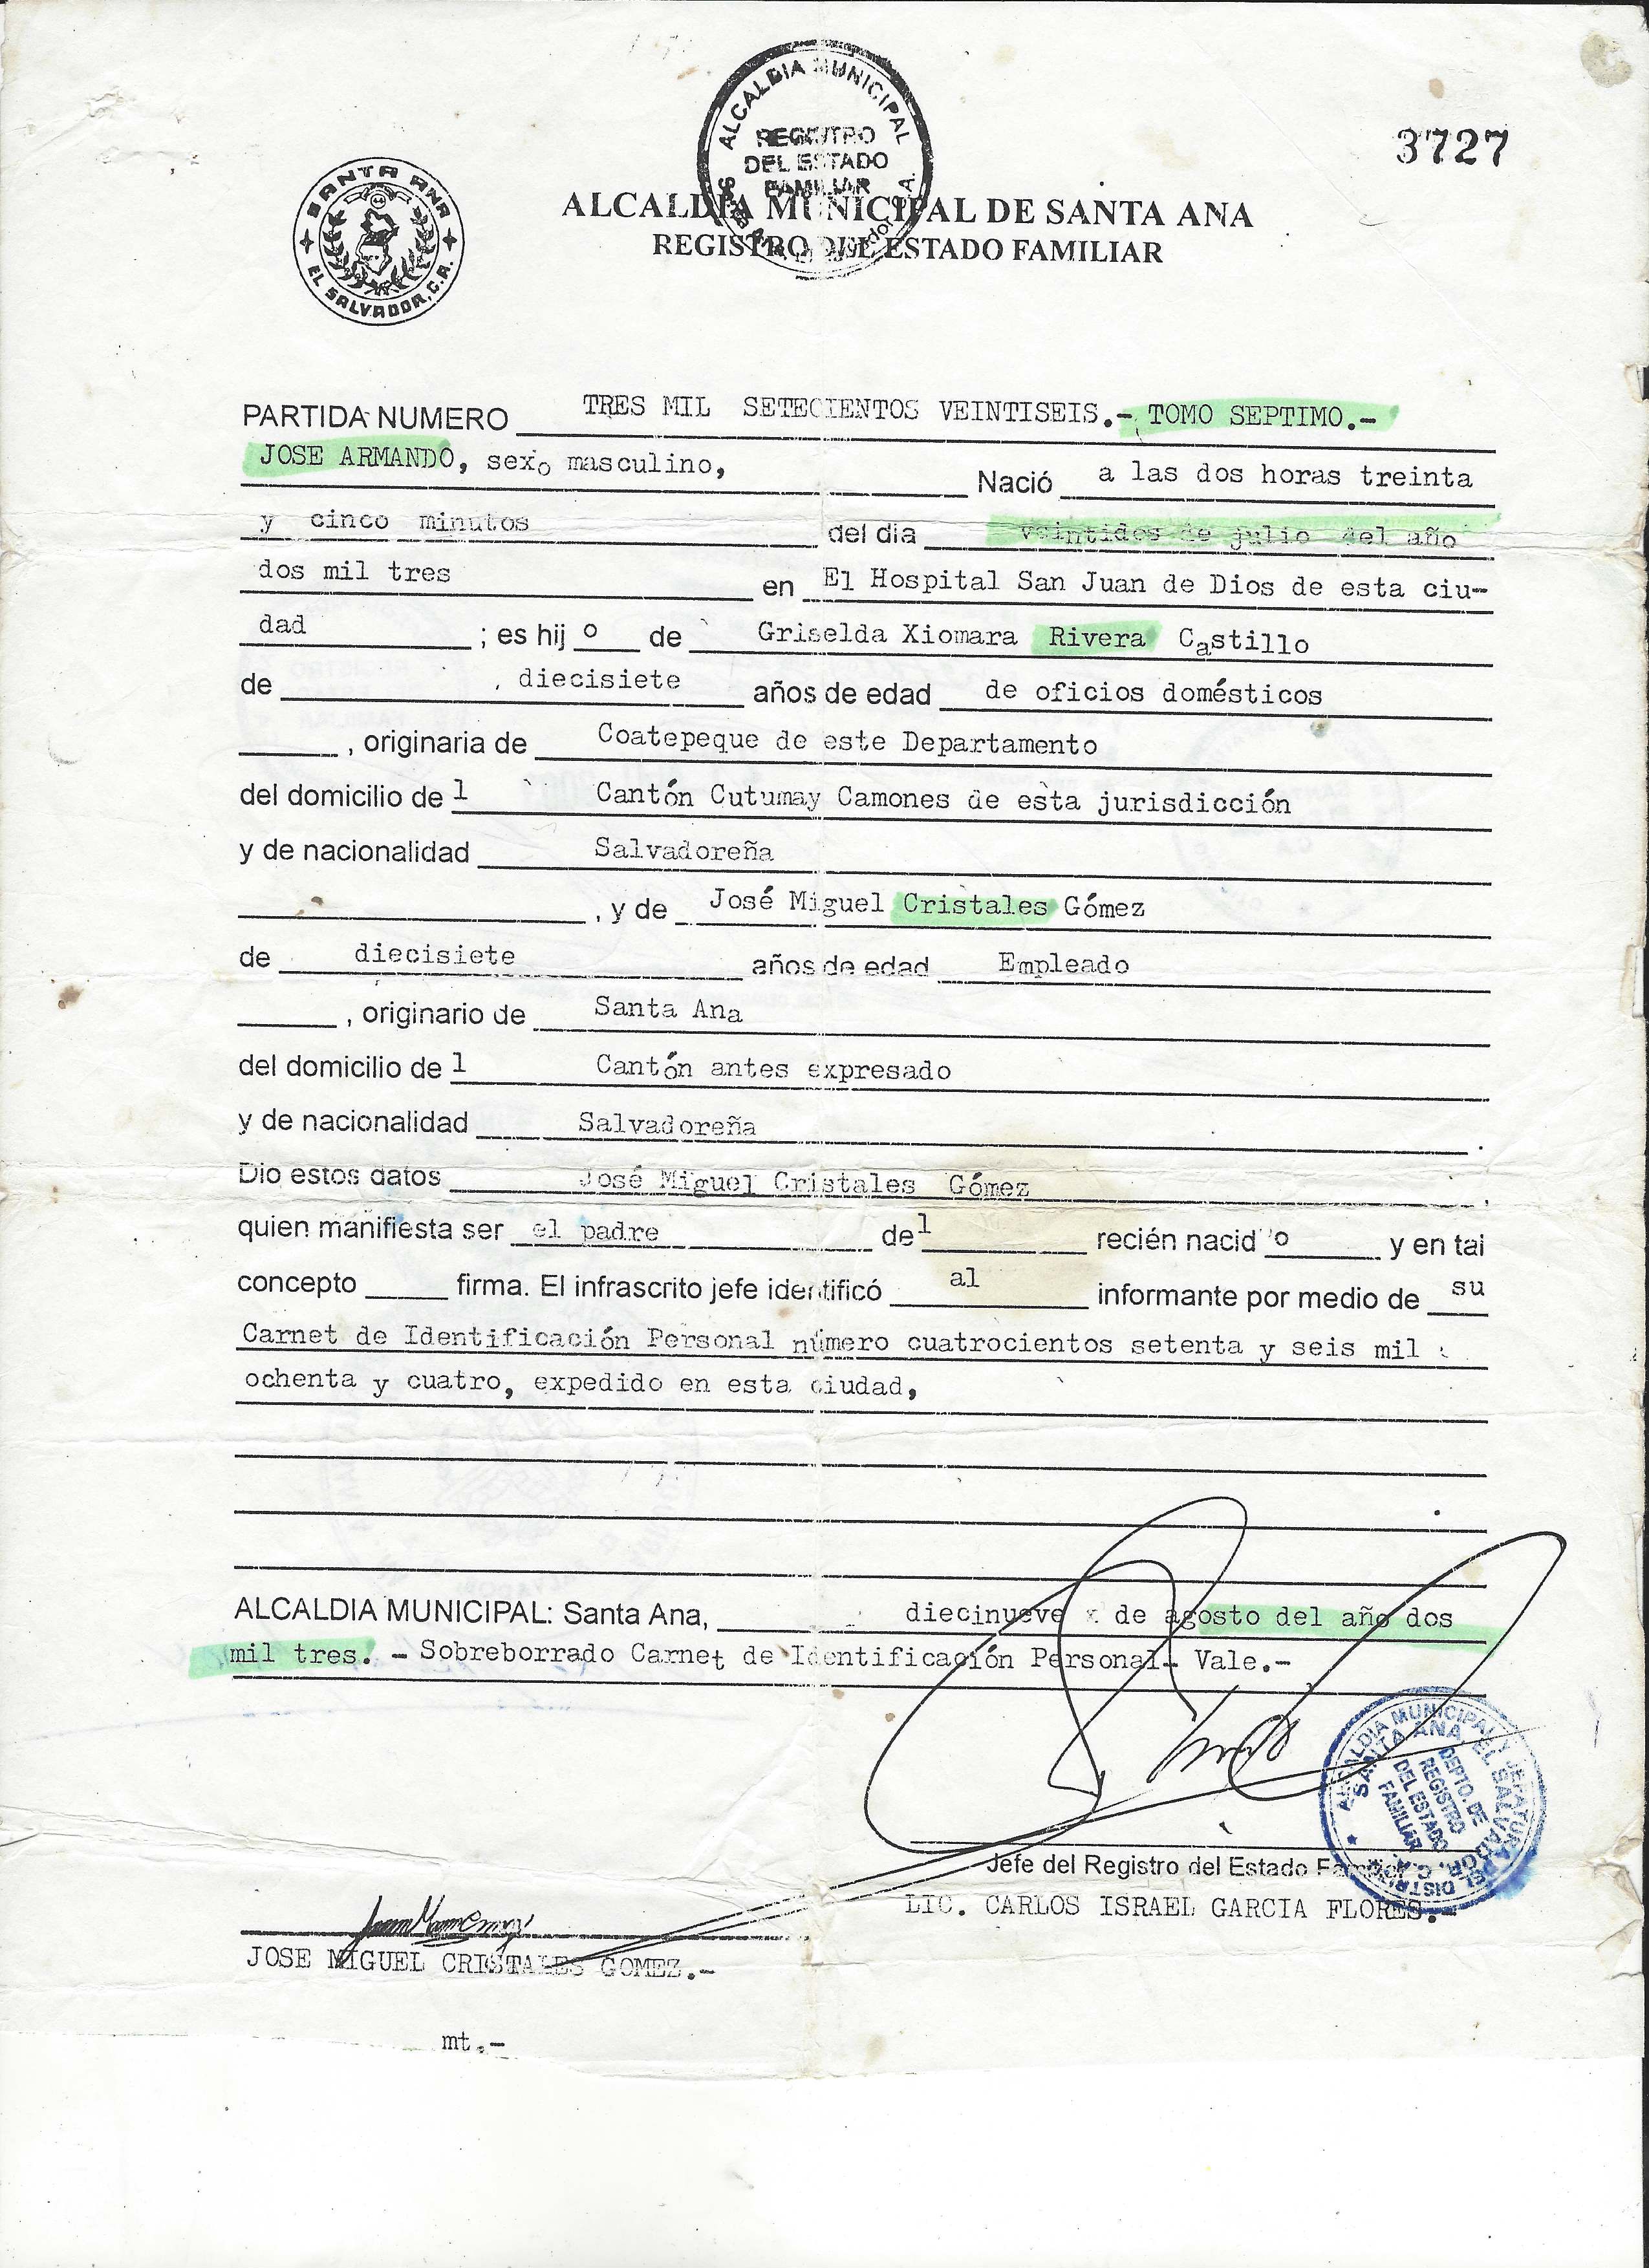 ALCALDIA MUNICIPAL
REGISTRO
DEL ESTADO
FAMILIAR
3727
SANTA ANA
EL SALVADOR, C.A.
ALCALDIA MUNICIPAL DE SANTA ANA
REGISTRO DEL ESTADO FAMILIAR
PARTIDA NUMERO TRES MIL SETECIENTOS VEINTISEIS.- TOMO SEPTIMO.-
JOSE ARMANDO, sexo masculino, Nació a las dos horas treinta
y cinco minutos del dia veintidos de julio del año
dos mil tres en El Hospital San Juan de Dios de esta ciu-
dad ; es hij o de Griselda Xiomara Rivera Castillo
de , diecisiete años de edad de oficios domésticos
, originaria de Coatepeque de este Departamento
del domicilio de l Cantón Cutumay Camones de esta jurisdicción
y de nacionalidad Salvadoreña
, y de José Miguel Cristales Gómez
de diecisiete años de edad Empleado
, originario de Santa Ana
del domicilio de l Cantón antes expresado
y de nacionalidad Salvadoreña .
Dio estos datos José Miguel Cristales Gómez ,
quien manifiesta ser el padre del recién nacid o y en tal
concepto firma. El infrascrito jefe identificó al informante por medio de su
Carnet de Identificación Personal número cuatrocientos setenta y seis mil
ochenta y cuatro, expedido en esta ciudad,
ALCALDIA MUNICIPAL: Santa Ana, diecinueve de agosto del año dos
mil tres. - Sobreborrado Carnet de Identificación Personal- Vale.-
ALCALDIA MUNICIPAL Y JEFATURA DEL DISTRITO
SANTA ANA EL SALVADOR, C.A.
DEPTO. DE
REGISTRO
DEL ESTADO
FAMILIAR
Jefe del Registro del Estado Familiar
LIC. CARLOS ISRAEL GARCIA FLORES.-
JOSE MIGUEL CRISTALES GOMEZ.-
mt.-